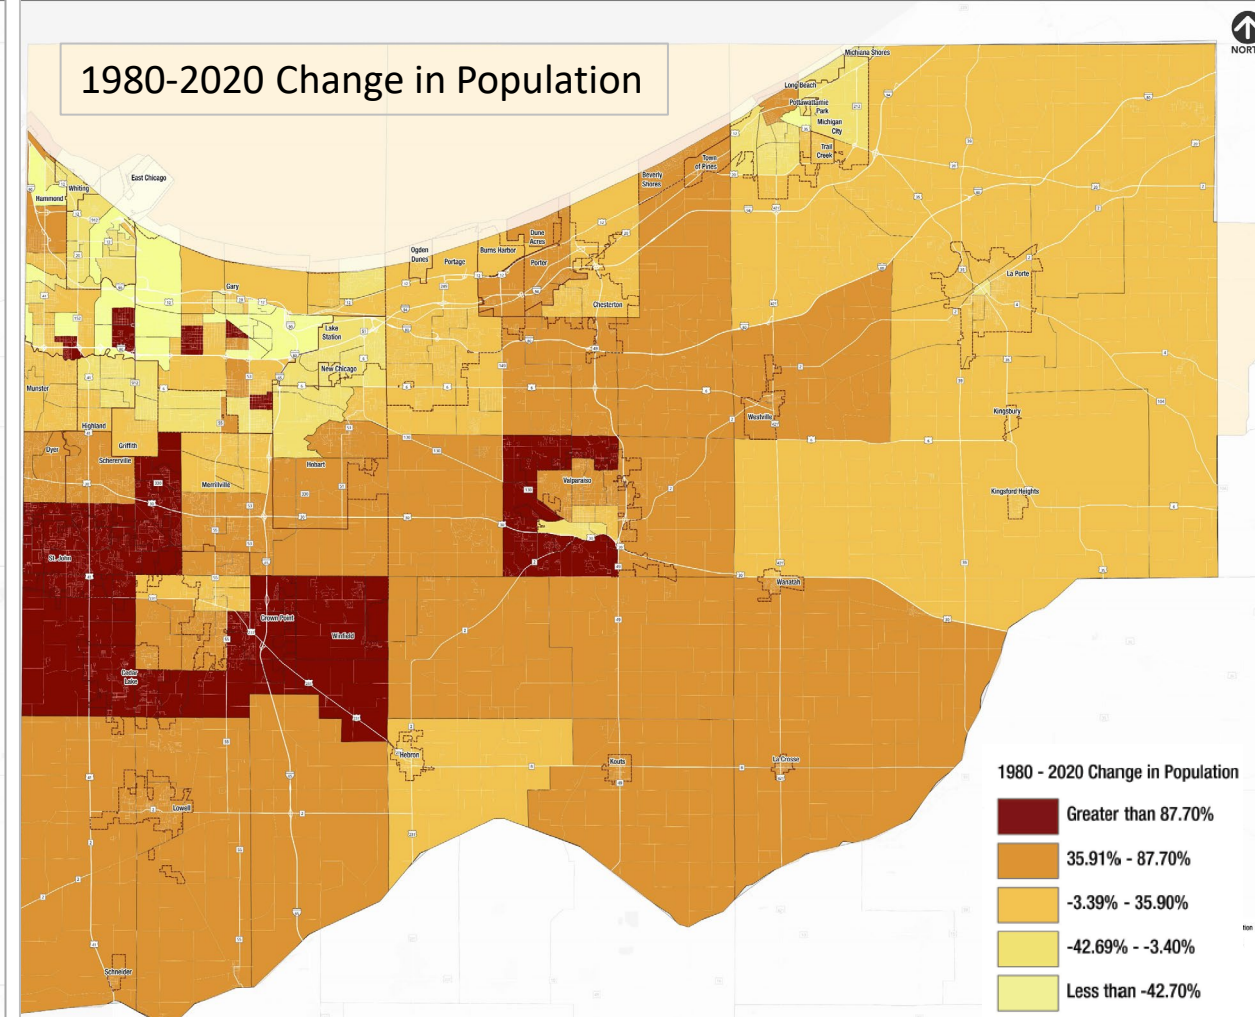 1980-2020 Change in Population
NORT
Michiana Shores
Long Beach
Pottawattamie
Park
Michigan
City
Trail
Creek
Town
of Pines
Beverly
Shores
East Chicago
Whiting
Hammond
Dune
Acres
Burns Harbor
Porter
Ogden
Dunes
Portage
Chesterton
La Porte
Gary
Lake
Station
New Chicago
Munster
Highland
Griffith
Dyer
Schererville
Merrillville
Hobart
Westville
Kingsbury
Valparaiso
Kingsford Heights
St. John
Wanatah
Crown Point
Winfield
Cedar
Lake
Hebron
Kouts
La Crosse
Lowell
Schneider
1980 - 2020 Change in Population
Greater than 87.70%
35.91% - 87.70%
-3.39% - 35.90%
-42.69% - -3.40%
Less than -42.70%